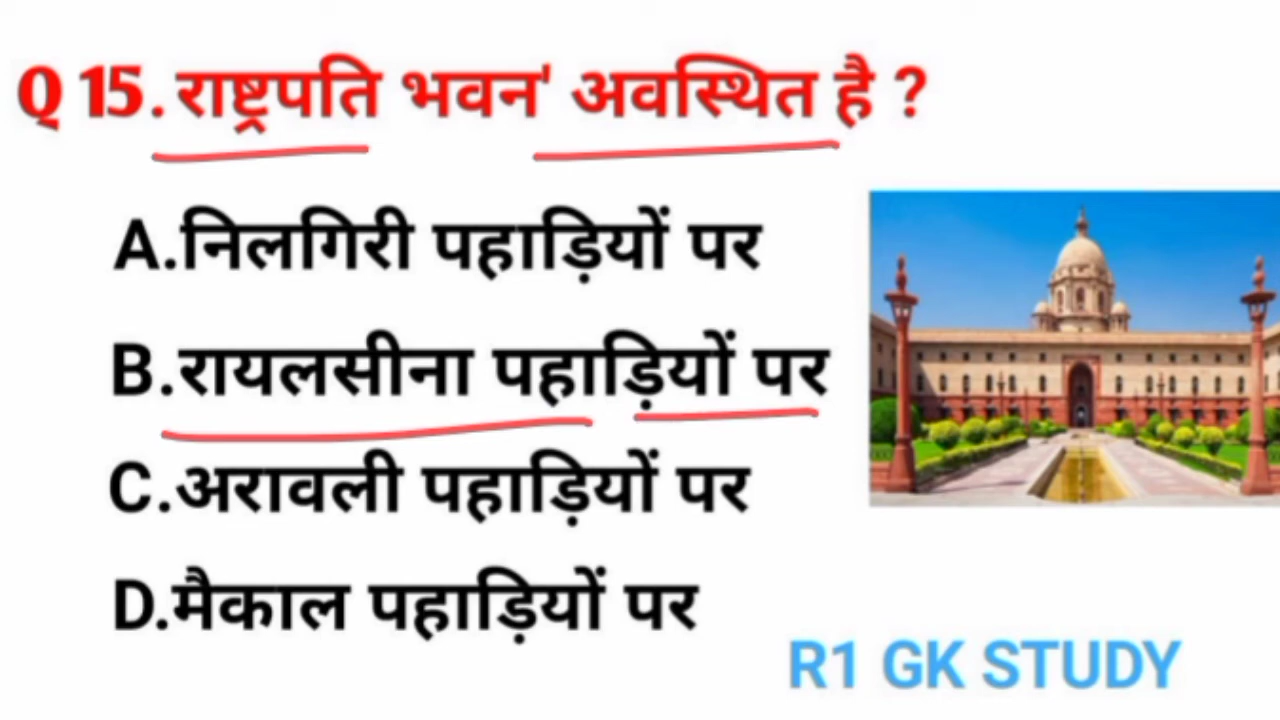 Q 15. राष्ट्रपति भवन' अवस्थित है ?
A.निलगिरी पहाड़ियों पर
B.रायलसीना पहाड़ियों पर
C.अरावली पहाड़ियों पर
D.मैकाल पहाड़ियों पर
R1 GK STUDY